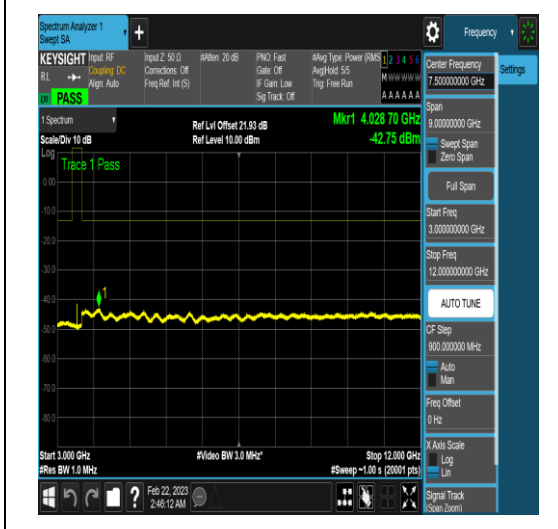 Spectrum Analyzer 1
Swept SA
Frequency
KEYSIGHT
RL
Input: RF
Coupling: DC
Align: Auto
Input Z: 50 Ω
Corrections: Off
Freq Ref: Int (S)
#Atten: 20 dB
PNO: Fast
Gate: Off
IF Gain: Low
Sig Track: Off
#Avg Type: Power (RMS
Avg|Hold: 5/5
Trig: Free Run
1 2 3 4 5 6
M W W W W W
A A A A A A
PASS
1 Spectrum
Scale/Div 10 dB
Log
Ref Lvl Offset 21.93 dB
Ref Level 10.00 dBm
Mkr1 4.028 70 GHz
-42.75 dBm
Trace 1 Pass
0.00
-10.0
-20.0
-30.0
-40.0
-50.0
-60.0
-70.0
-80.0
1
Start 3.000 GHz
#Res BW 1.0 MHz
#Video BW 3.0 MHz*
Stop 12.000 GHz
#Sweep ~1.00 s (20001 pts)
Feb 22, 2023
2:46:12 AM
Center Frequency
7.500000000 GHz
Settings
Span
9.00000000 GHz
Swept Span
Zero Span
Full Span
Start Freq
3.000000000 GHz
Stop Freq
12.000000000 GHz
AUTO TUNE
CF Step
900.000000 MHz
Auto
Man
Freq Offset
0 Hz
X Axis Scale
Log
Lin
Signal Track
(Span Zoom)